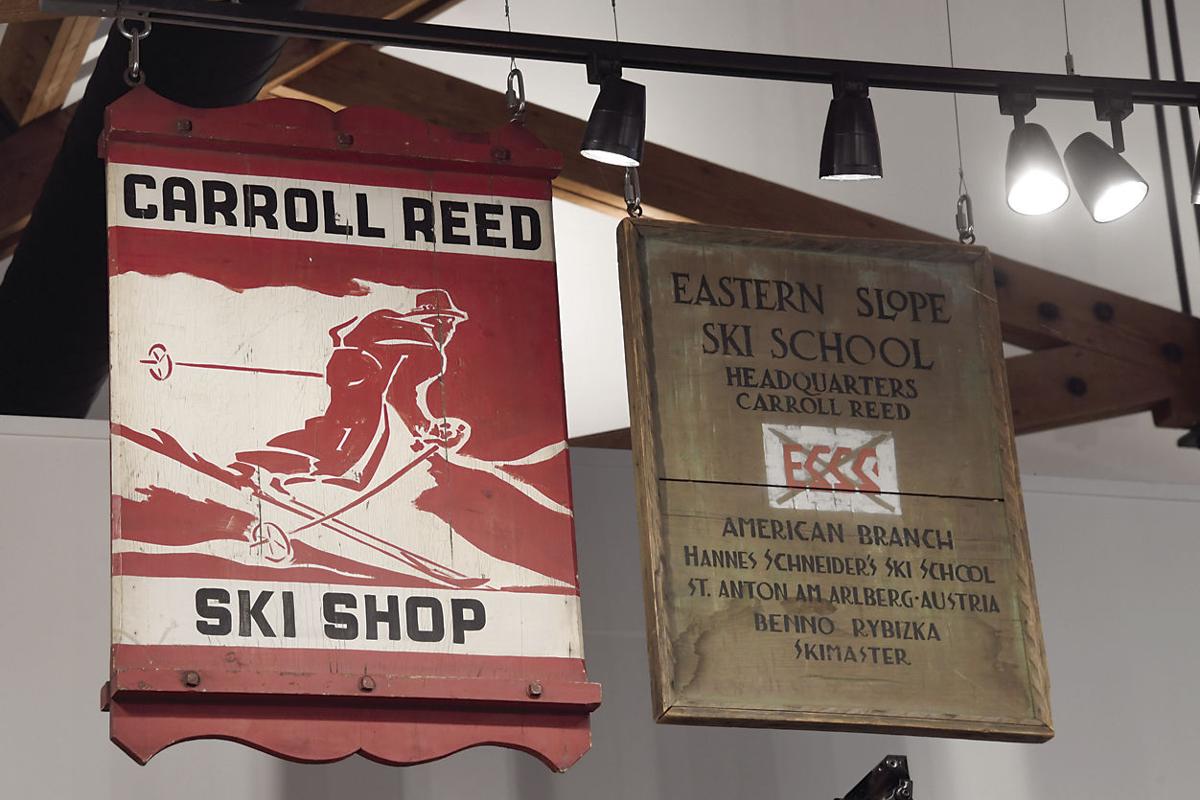 CARROLL REED
SKI SHOP
EASTERN SLOPE
SKI SCHOOL
HEADQUARTERS
CARROLL REED
ESSS
AMERICAN BRANCH
HANNES SCHNEIDER'S SKI SCHOOL
ST. ANTON AM ARLBERG·AUSTRIA
BENNO RYBIZKA
SKIMASTER